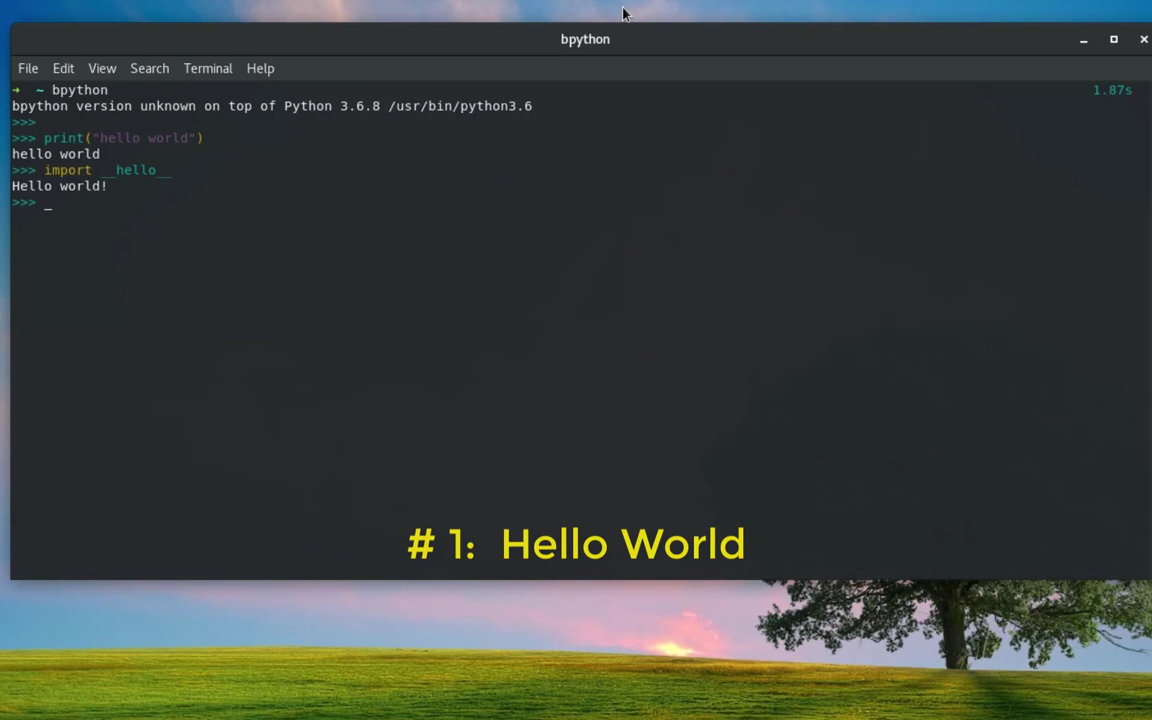 bpython
File Edit View Search Terminal Help
→ ~ bpython 1.87s
bpython version unknown on top of Python 3.6.8 /usr/bin/python3.6
>>>
>>> print("hello world")
hello world
>>> import __hello__
Hello world!
>>> _
# 1: Hello World